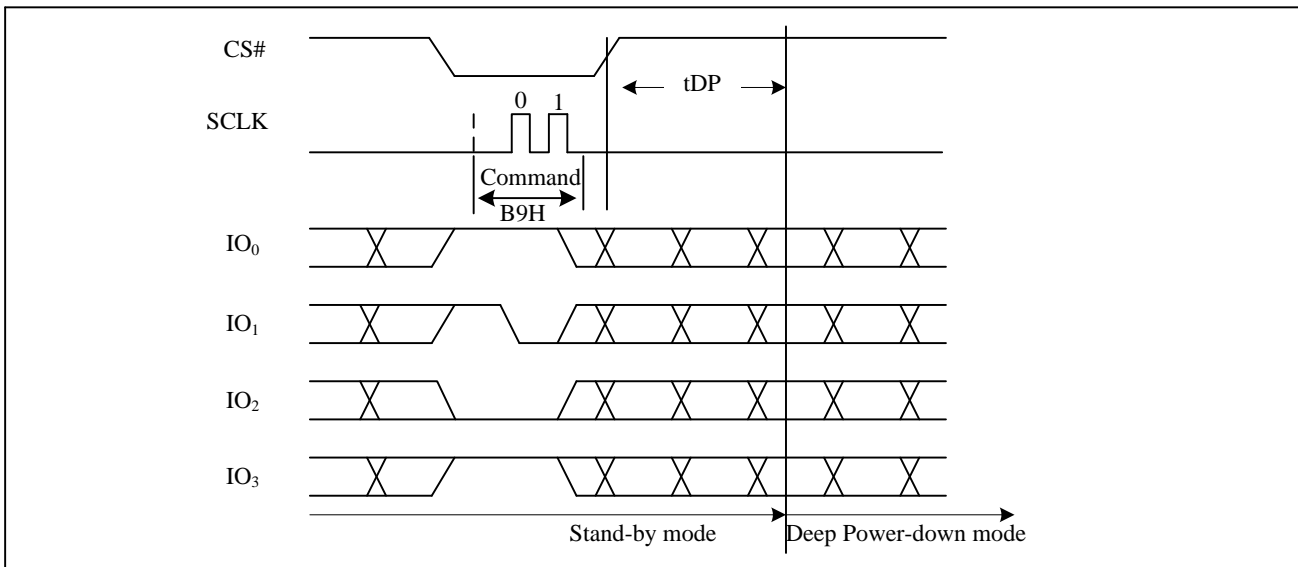 CS#
tDP
0 1
SCLK
Command
B9H
IO₀
IO₁
IO₂
IO₃
Stand-by mode Deep Power-down mode